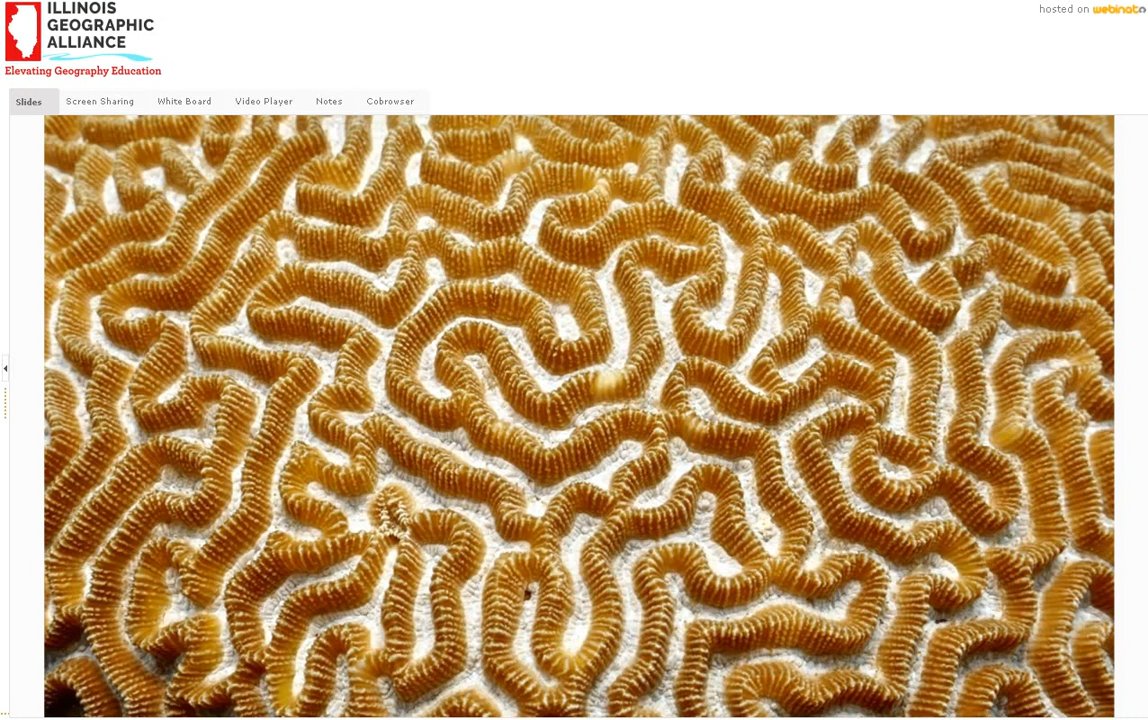 ILLINOIS
GEOGRAPHIC
ALLIANCE
Elevating Geography Education
hosted on webinato
Slides
Screen Sharing
White Board
Video Player
Notes
Cobrowser